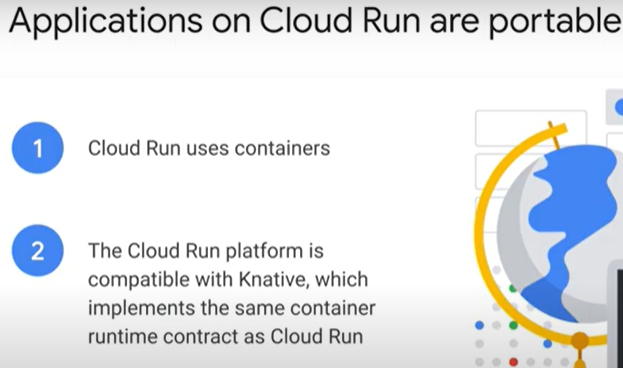 Applications on Cloud Run are portable
1
Cloud Run uses containers
2
The Cloud Run platform is
compatible with Knative, which
implements the same container
runtime contract as Cloud Run